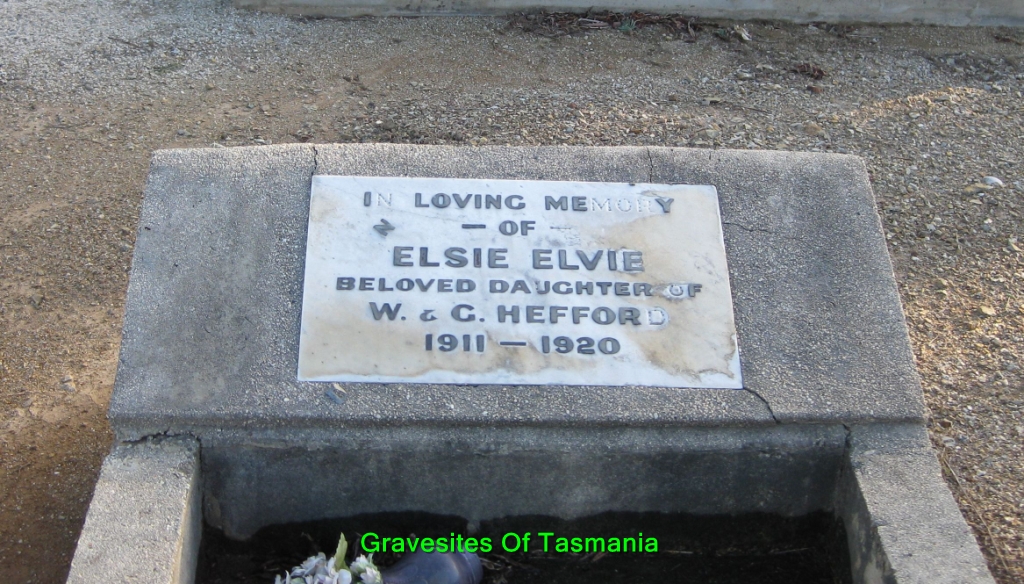 IN LOVING MEMORY
— OF —
ELSIE ELVIE
BELOVED DAUGHTER OF
W. & G. HEFFORD
1911 — 1920
Gravesites Of Tasmania